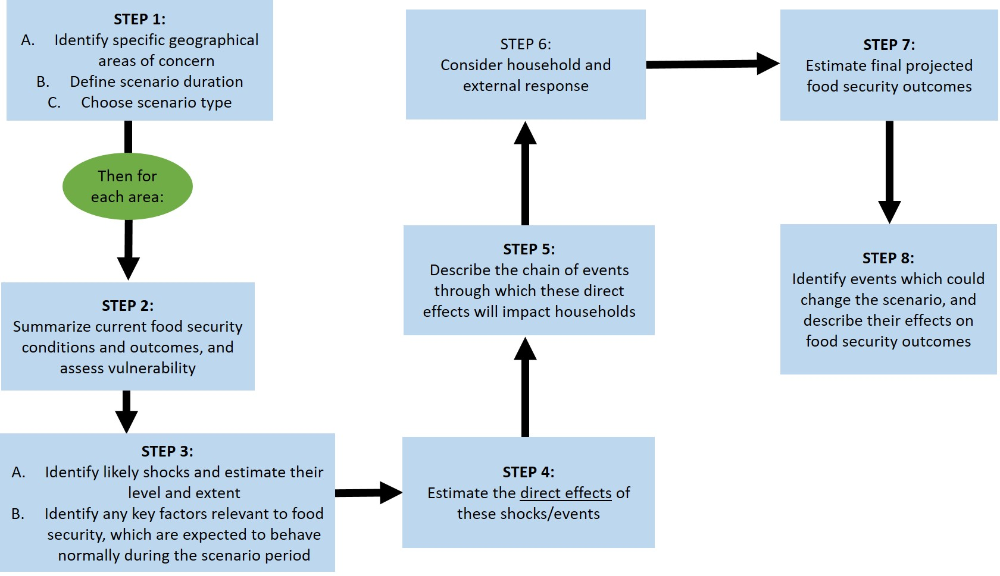 STEP 1:
A. Identify specific geographical
areas of concern
B. Define scenario duration
C. Choose scenario type
Then for
each area:
STEP 2:
Summarize current food security
conditions and outcomes, and
assess vulnerability
STEP 3:
A. Identify likely shocks and estimate their
level and extent
B. Identify any key factors relevant to food
security, which are expected to behave
normally during the scenario period
STEP 4:
Estimate the direct effects of
these shocks/events
STEP 5:
Describe the chain of events
through which these direct
effects will impact households
STEP 6:
Consider household and
external response
STEP 7:
Estimate final projected
food security outcomes
STEP 8:
Identify events which could
change the scenario, and
describe their effects on
food security outcomes